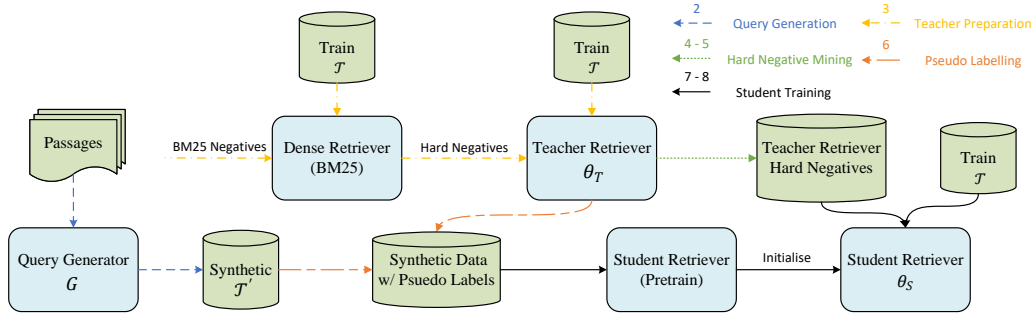 Train
𝒯
Train
𝒯
2
Query Generation
3
Teacher Preparation
4 - 5
Hard Negative Mining
6
Pseudo Labelling
7 - 8
Student Training
Passages
BM25 Negatives
Dense Retriever
(BM25)
Hard Negatives
Teacher Retriever
θ_T
Teacher Retriever
Hard Negatives
Train
𝒯
Query Generator
G
Synthetic
𝒯′
Synthetic Data
w/ Psuedo Labels
Student Retriever
(Pretrain)
Initialise
Student Retriever
θ_S